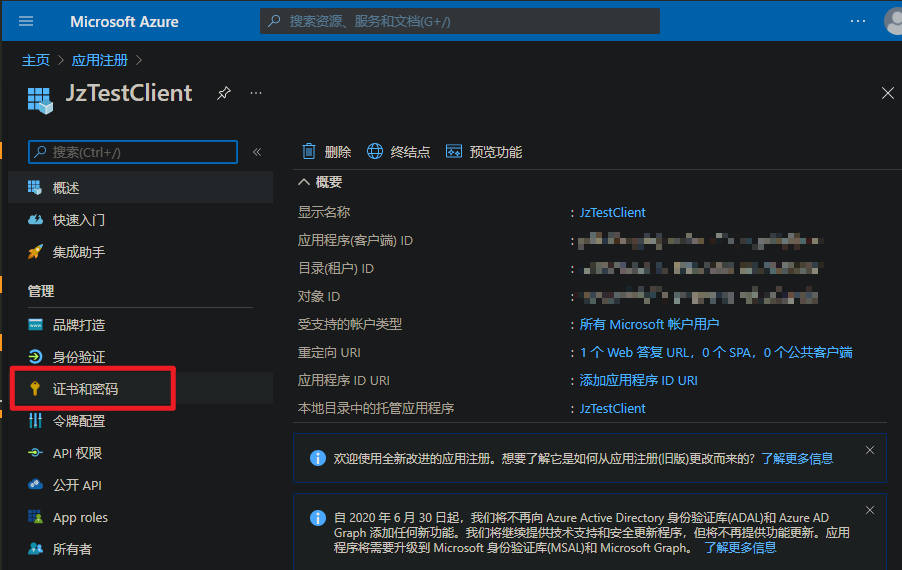 Microsoft Azure
搜索资源、服务和文档(G+/)
主页 > 应用注册 >
JzTestClient
搜索(Ctrl+/)
概述
快速入门
集成助手
管理
品牌打造
身份验证
证书和密码
令牌配置
API 权限
公开 API
App roles
所有者
删除
终结点
预览功能
概要
显示名称 : JzTestClient
应用程序(客户端) ID :
目录(租户) ID :
对象 ID :
受支持的帐户类型 : 所有 Microsoft 帐户用户
重定向 URI : 1 个 Web 答复 URL，0 个 SPA，0 个公共客户端
应用程序 ID URI : 添加应用程序 ID URI
本地目录中的托管应用程序 : JzTestClient
欢迎使用全新改进的应用注册。想要了解它是如何从应用注册(旧版)更改而来的? 了解更多信息
自 2020 年 6 月 30 日起，我们将不再向 Azure Active Directory 身份验证库(ADAL)和 Azure AD
Graph 添加任何新功能。我们将继续提供技术支持和安全更新程序，但将不再提供功能更新。应用
程序将需要升级到 Microsoft 身份验证库(MSAL)和 Microsoft Graph。 了解更多信息